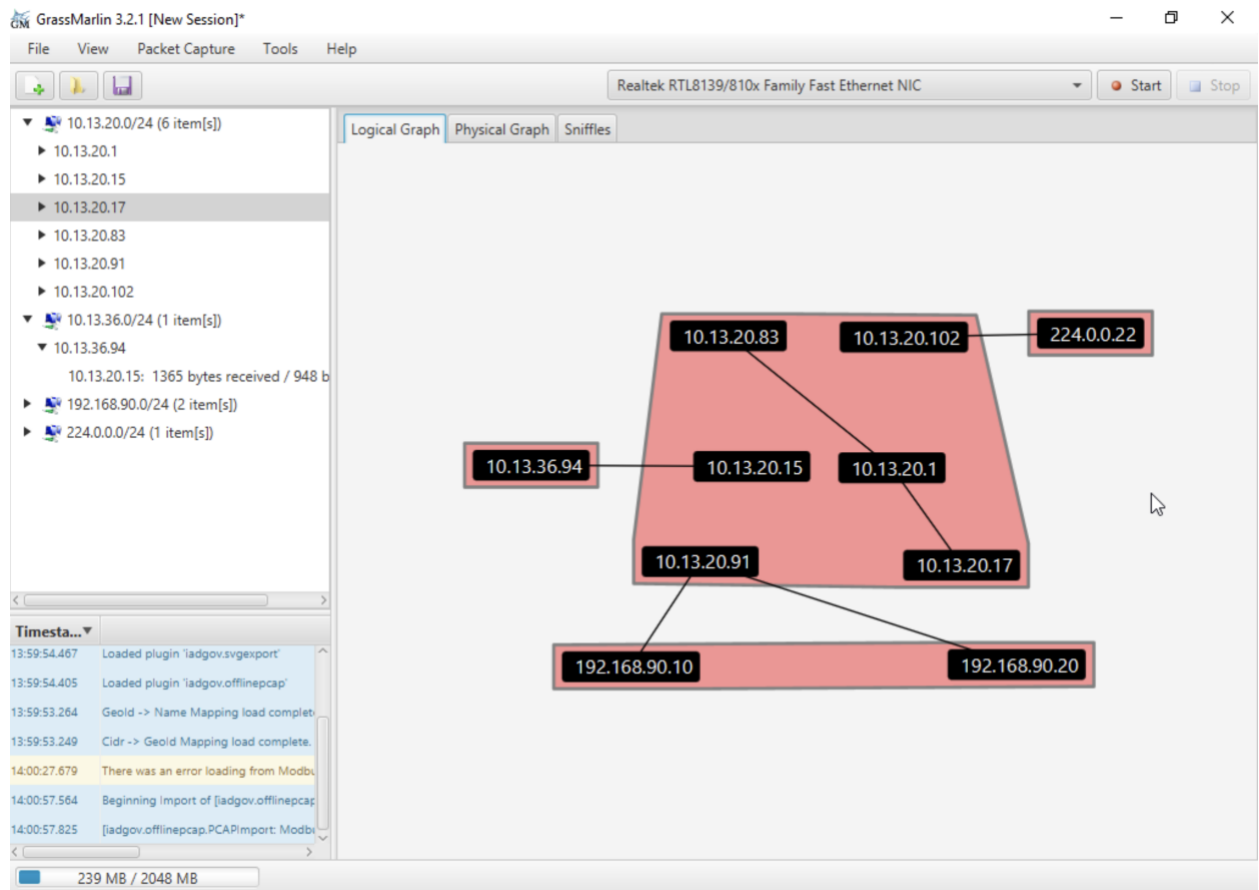 GrassMarlin 3.2.1 [New Session]*
File View Packet Capture Tools Help
Realtek RTL8139/810x Family Fast Ethernet NIC
Start
Stop
10.13.20.0/24 (6 item[s])
10.13.20.1
10.13.20.15
10.13.20.17
10.13.20.83
10.13.20.91
10.13.20.102
10.13.36.0/24 (1 item[s])
10.13.36.94
10.13.20.15: 1365 bytes received / 948 b
192.168.90.0/24 (2 item[s])
224.0.0.0/24 (1 item[s])
Logical Graph Physical Graph Sniffles
10.13.20.83
10.13.20.102
224.0.0.22
10.13.36.94
10.13.20.15
10.13.20.1
10.13.20.91
10.13.20.17
192.168.90.10
192.168.90.20
Timesta...
13:59:54.467 Loaded plugin 'iadgov.svgexport'
13:59:54.405 Loaded plugin 'iadgov.offlinepcap'
13:59:53.264 GeoId -> Name Mapping load complet
13:59:53.249 Cidr -> GeoId Mapping load complete.
14:00:27.679 There was an error loading from Modbu
14:00:57.564 Beginning Import of [iadgov.offlinepcap
14:00:57.825 [iadgov.offlinepcap.PCAPImport: Modbu
239 MB / 2048 MB